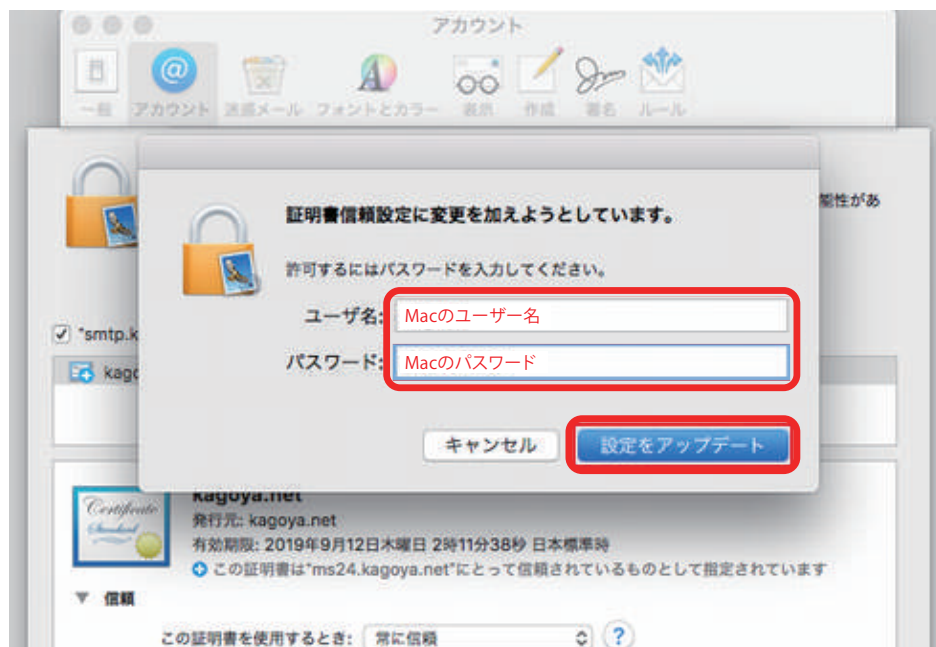 アカウント
一般 アカウント 迷惑メール フォントとカラー 表示 作成 署名 ルール
能性があ
証明書信頼設定に変更を加えようとしています。
許可するにはパスワードを入力してください。
ユーザ名: Macのユーザー名
パスワード: Macのパスワード
"smtp.k
kago
キャンセル 設定をアップデート
Certificate
Standard
kagoya.net
発行元: kagoya.net
有効期限: 2019年9月12日木曜日 2時11分38秒 日本標準時
この証明書は"ms24.kagoya.net"にとって信頼されているものとして指定されています
▼ 信頼
この証明書を使用するとき: 常に信頼 ?